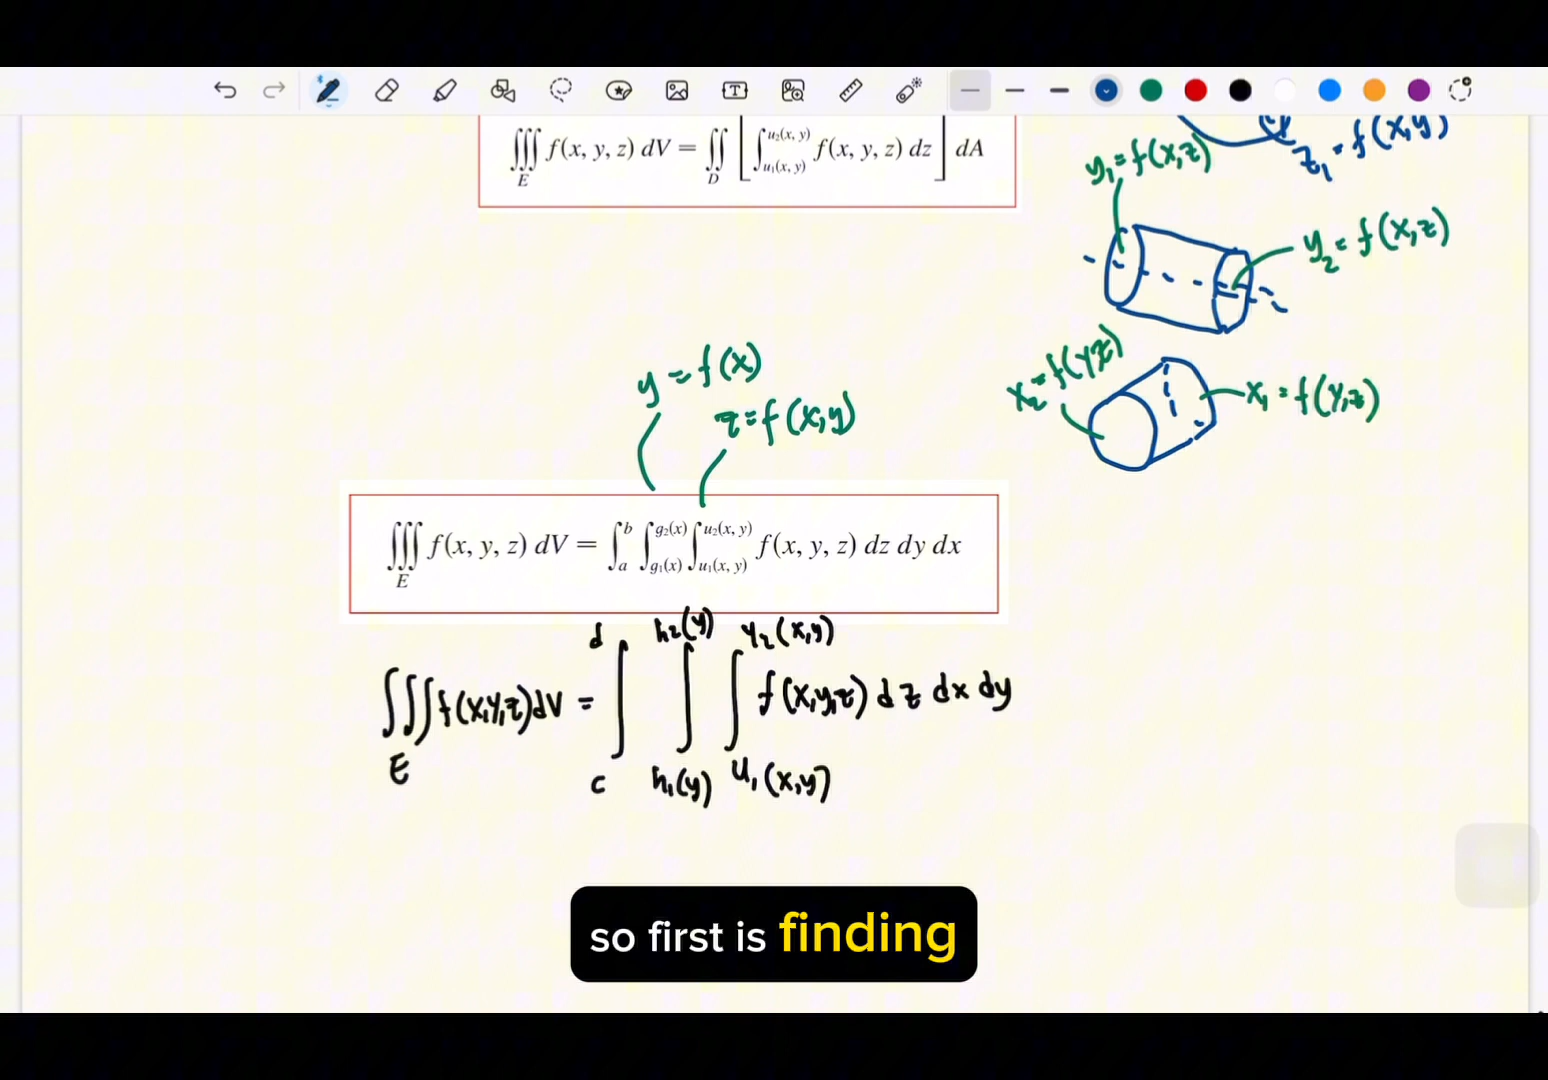 z₁ = f(x,y)
y₁ = f(x,z)
∭_E f(x, y, z) dV = ∬_D [∫_{u₁(x, y)}^{u₂(x, y)} f(x, y, z) dz] dA
y₂ = f(x,z)
x₂ = f(y,z)
x₁ = f(y,z)
y = f(x)
z = f(x,y)
∭_E f(x, y, z) dV = ∫_a^b ∫_{g₁(x)}^{g₂(x)} ∫_{u₁(x, y)}^{u₂(x, y)} f(x, y, z) dz dy dx
∭_E f(x,y,z) dV = ∫_c^d ∫_{h₁(y)}^{h₂(y)} ∫_{u₁(x,y)}^{y₂(x,y)} f(x,y,z) dz dx dy
so first is finding